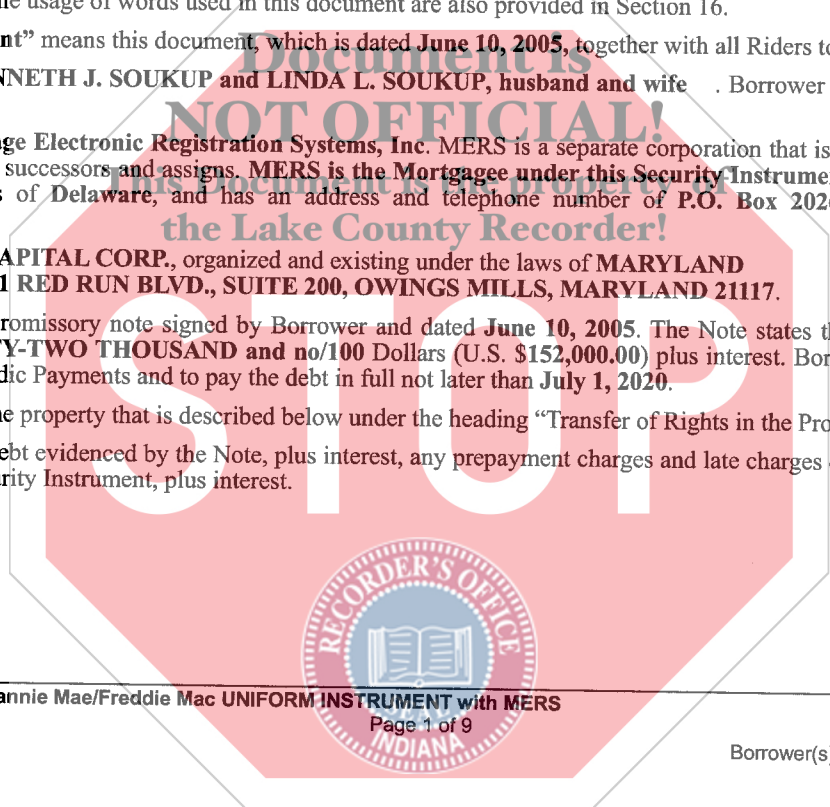 he usage of words used in this document are also provided in Section 16.
nt” means this document, which is dated June 10, 2005, together with all Riders to
Document is
NNETH J. SOUKUP and LINDA L. SOUKUP, husband and wife . Borrower
NOT OFFICIAL!
ge Electronic Registration Systems, Inc. MERS is a separate corporation that is
successors and assigns. MERS is the Mortgagee under this Security Instrume
This Document is the property of
s of Delaware, and has an address and telephone number of P.O. Box 202
the Lake County Recorder!
APITAL CORP., organized and existing under the laws of MARYLAND
1 RED RUN BLVD., SUITE 200, OWINGS MILLS, MARYLAND 21117.
romissory note signed by Borrower and dated June 10, 2005. The Note states th
Y-TWO THOUSAND and no/100 Dollars (U.S. $152,000.00) plus interest. Bor
dic Payments and to pay the debt in full not later than July 1, 2020.
STOP
e property that is described below under the heading “Transfer of Rights in the Pro
ebt evidenced by the Note, plus interest, any prepayment charges and late charges
rity Instrument, plus interest.
RECORDER'S OFFICE
SEAL
INDIANA
annie Mae/Freddie Mac UNIFORM INSTRUMENT with MERS
Page 1 of 9
Borrower(s)